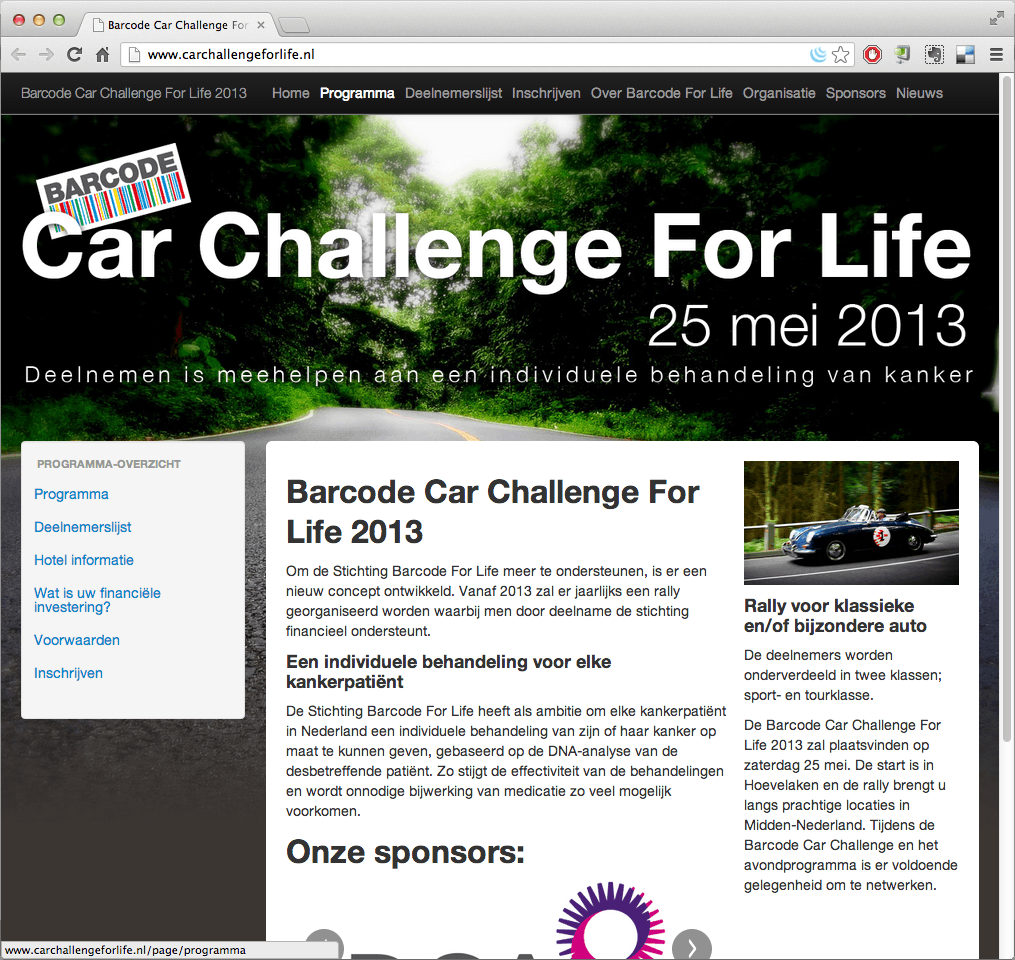 Barcode Car Challenge For
www.carchallengeforlife.nl
Barcode Car Challenge For Life 2013 Home Programma Deelnemerslijst Inschrijven Over Barcode For Life Organisatie Sponsors Nieuws
BARCODE
Car Challenge For Life
25 mei 2013
Deelnemen is meehelpen aan een individuele behandeling van kanker
PROGRAMMA-OVERZICHT
Programma
Deelnemerslijst
Hotel informatie
Wat is uw financiële
investering?
Voorwaarden
Inschrijven
Barcode Car Challenge For
Life 2013
Om de Stichting Barcode For Life meer te ondersteunen, is er een
nieuw concept ontwikkeld. Vanaf 2013 zal er jaarlijks een rally
georganiseerd worden waarbij men door deelname de stichting
financieel ondersteunt.
Een individuele behandeling voor elke
kankerpatiënt
De Stichting Barcode For Life heeft als ambitie om elke kankerpatiënt
in Nederland een individuele behandeling van zijn of haar kanker op
maat te kunnen geven, gebaseerd op de DNA-analyse van de
desbetreffende patiënt. Zo stijgt de effectiviteit van de behandelingen
en wordt onnodige bijwerking van medicatie zo veel mogelijk
voorkomen.
Onze sponsors:
Rally voor klassieke
en/of bijzondere auto
De deelnemers worden
onderverdeeld in twee klassen;
sport- en tourklasse.
De Barcode Car Challenge For
Life 2013 zal plaatsvinden op
zaterdag 25 mei. De start is in
Hoevelaken en de rally brengt u
langs prachtige locaties in
Midden-Nederland. Tijdens de
Barcode Car Challenge en het
avondprogramma is er voldoende
gelegenheid om te netwerken.
www.carchallengeforlife.nl/page/programma